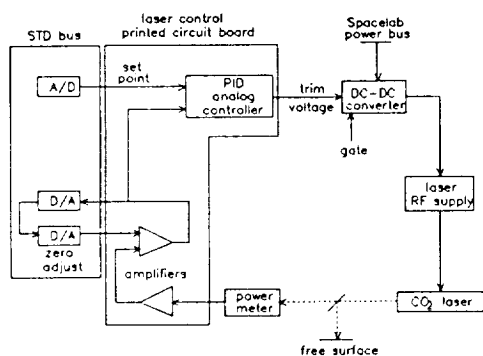 STD bus
laser control
printed circuit board
Spacelab
power bus
A/D
set
point
PID
analog
controller
trim
voltage
DC-DC
converter
gate
D/A
D/A
zero
adjust
amplifiers
laser
RF supply
power
meter
CO2 laser
free surface